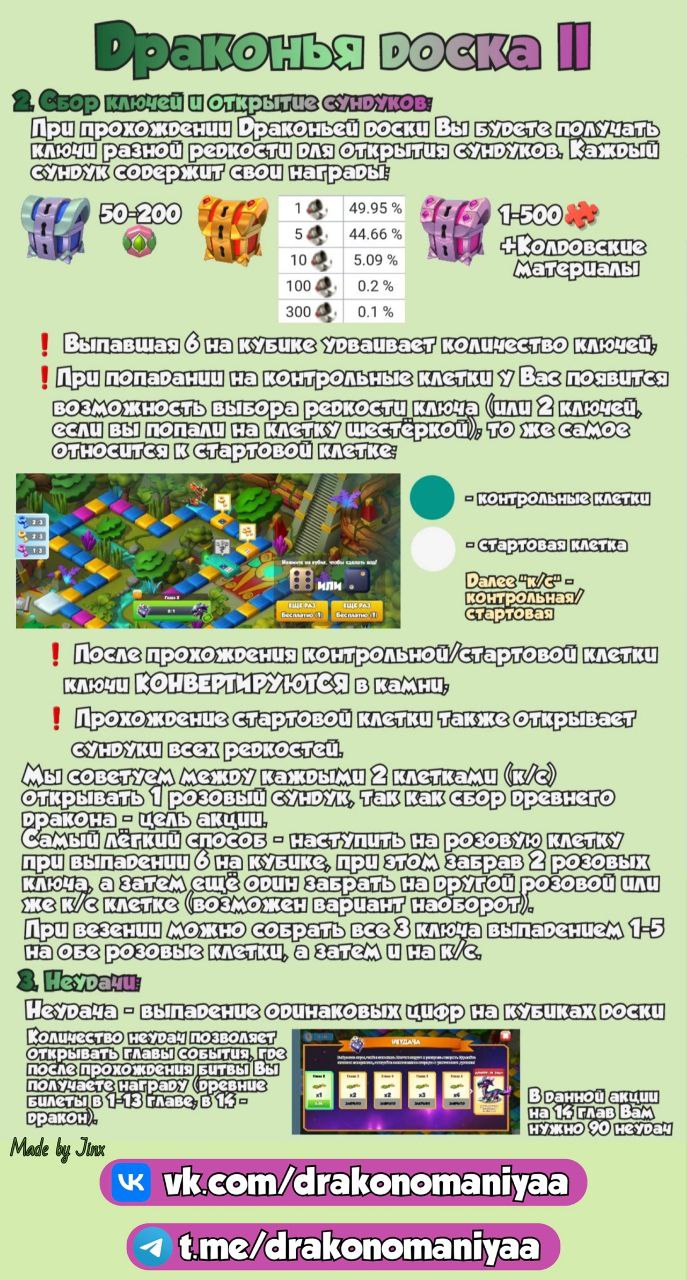 Драконья доска II
2. Сбор ключей и открытие сундуков:
При прохождении Драконьей доски Вы будете получать
ключи разной редкости для открытия сундуков. Каждый
сундук содержит свои награды:
50-200
1 49.95 %
5 44.66 %
10 5.09 %
100 0.2 %
300 0.1 %
1-500
+Колдовские
материалы
❗ Выпавшая 6 на кубике удваивает количество ключей;
❗При попадании на контрольные клетки у Вас появится
возможность выбора редкости ключа (или 2 ключей,
если вы попали на клетку шестёркой); то же самое
относится к стартовой клетке:
2/3
2/3
1/3
Нажмите на кубик, чтобы сделать ход!
или
ЕЩЕ РАЗ
Бесплатно (1)
ЕЩЕ РАЗ
Бесплатно (1)
- контрольные клетки
- стартовая клетка
Далее "к/с" -
контрольная/
стартовая
❗ После прохождения контрольной/стартовой клетки
ключи КОНВЕРТИРУЮТСЯ в камни;
❗ Прохождение стартовой клетки также открывает
сундуки всех редкостей.
Мы советуем между каждыми 2 клетками (к/с)
открывать 1 розовый сундук, так как сбор древнего
дракона - цель акции.
Самый лёгкий способ - наступить на розовую клетку
при выпадении 6 на кубике, при этом забрав 2 розовых
ключа, а затем ещё один забрать на другой розовой или
же к/с клетке (возможен вариант наоборот).
При везении можно собрать все 3 ключа выпадением 1-5
на обе розовые клетки, а затем и на к/с.
3. Неудачи:
Неудача - выпадение одинаковых цифр на кубиках доски
Количество неудач позволяет
открывать главы события, где
после прохождения битвы Вы
получаете награду (древние
билеты в 1-13 главе, в 14 -
дракон).
НЕУДАЧА
x1
x2
x2
x3
x4
ЗАКРЫТО
ЗАКРЫТО
ЗАКРЫТО
ЗАКРЫТО
В данной акции
на 14 глав Вам
нужно 90 неудач
Made by Jinx
vk.com/drakonomaniyaa
t.me/drakonomaniyaa